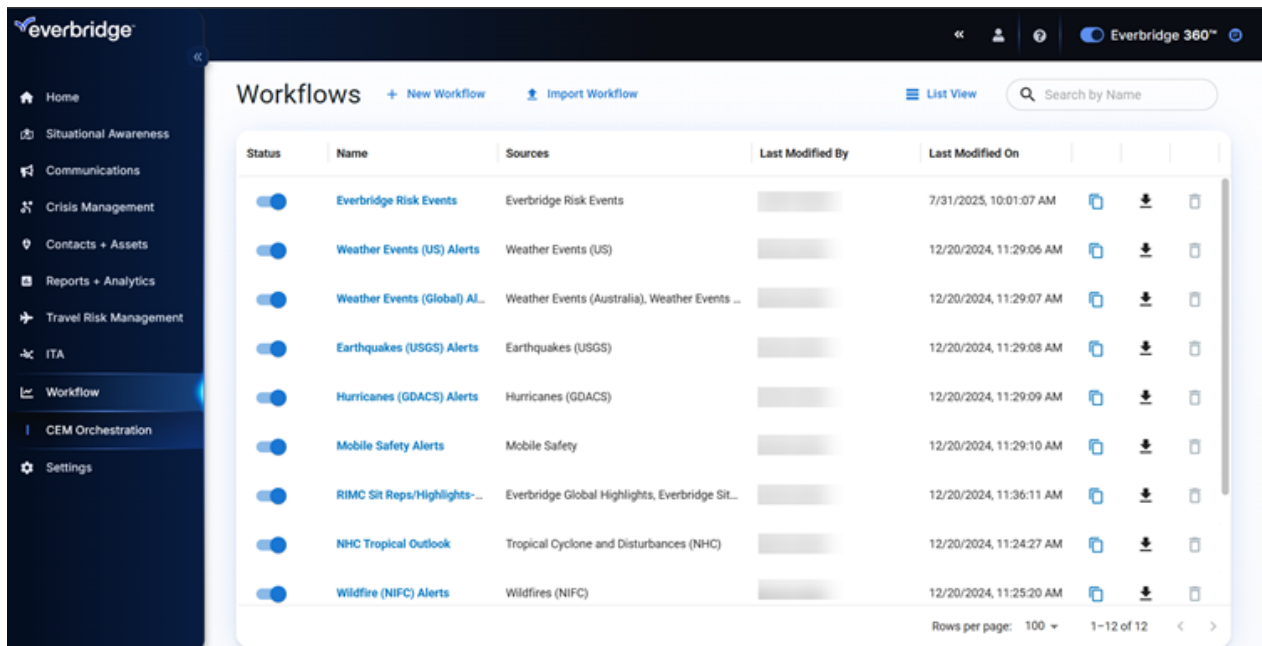 everbridge™
Everbridge 360™
Home
Situational Awareness
Communications
Crisis Management
Contacts + Assets
Reports + Analytics
Travel Risk Management
ITA
Workflow
CEM Orchestration
Settings
Workflows + New Workflow Import Workflow List View Search by Name
Status Name Sources Last Modified By Last Modified On
Everbridge Risk Events Everbridge Risk Events 7/31/2025, 10:01:07 AM
Weather Events (US) Alerts Weather Events (US) 12/20/2024, 11:29:06 AM
Weather Events (Global) Al... Weather Events (Australia), Weather Events ... 12/20/2024, 11:29:07 AM
Earthquakes (USGS) Alerts Earthquakes (USGS) 12/20/2024, 11:29:08 AM
Hurricanes (GDACS) Alerts Hurricanes (GDACS) 12/20/2024, 11:29:09 AM
Mobile Safety Alerts Mobile Safety 12/20/2024, 11:29:10 AM
RIMC Sit Reps/Highlights-... Everbridge Global Highlights, Everbridge Sit... 12/20/2024, 11:36:11 AM
NHC Tropical Outlook Tropical Cyclone and Disturbances (NHC) 12/20/2024, 11:24:27 AM
Wildfire (NIFC) Alerts Wildfires (NIFC) 12/20/2024, 11:25:20 AM
Rows per page: 100 1–12 of 12